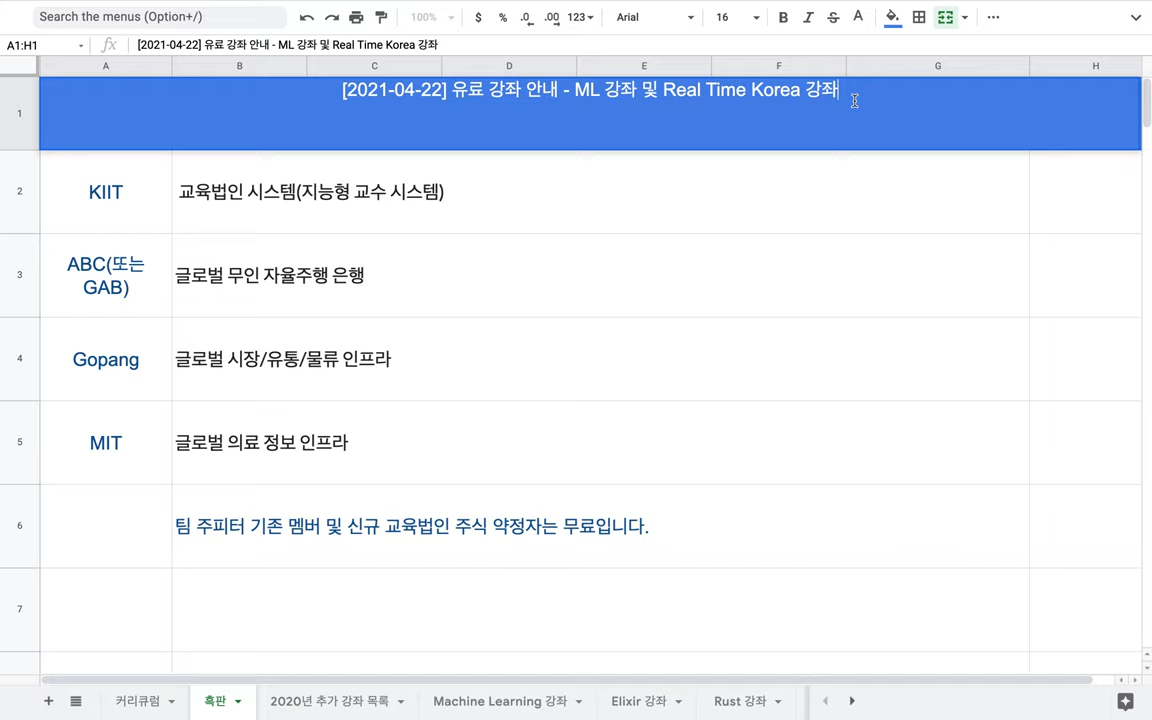 Search the menus (Option+/)
100%
$
%
.0
.00
123
Arial
16
B
I
S
A
A1:H1
fx
[2021-04-22] 유료 강좌 안내 - ML 강좌 및 Real Time Korea 강좌
A
B
C
D
E
F
G
H
1
[2021-04-22] 유료 강좌 안내 - ML 강좌 및 Real Time Korea 강좌
2
KIIT
교육법인 시스템(지능형 교수 시스템)
3
ABC(또는
GAB)
글로벌 무인 자율주행 은행
4
Gopang
글로벌 시장/유통/물류 인프라
5
MIT
글로벌 의료 정보 인프라
6
팀 주피터 기존 멤버 및 신규 교육법인 주식 약정자는 무료입니다.
7
커리큐럼
흑판
2020년 추가 강좌 목록
Machine Learning 강좌
Elixir 강좌
Rust 강좌